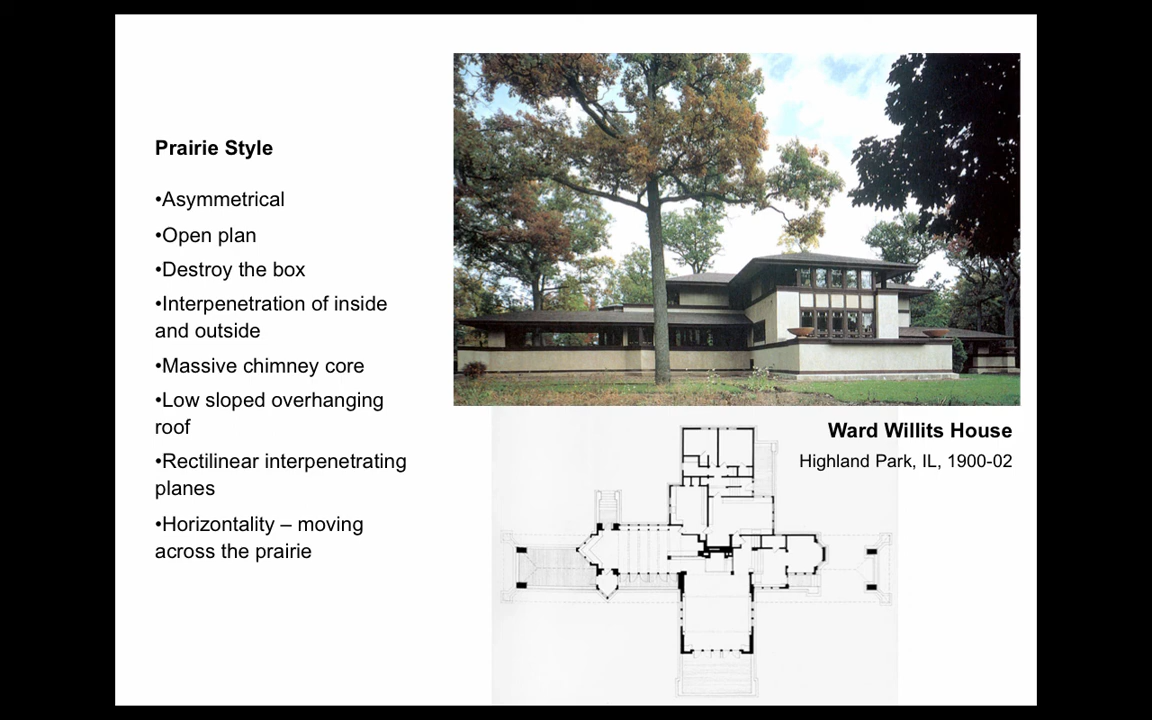 Prairie Style
•Asymmetrical
•Open plan
•Destroy the box
•Interpenetration of inside
and outside
•Massive chimney core
•Low sloped overhanging
roof
•Rectilinear interpenetrating
planes
•Horizontality – moving
across the prairie
Ward Willits House
Highland Park, IL, 1900-02